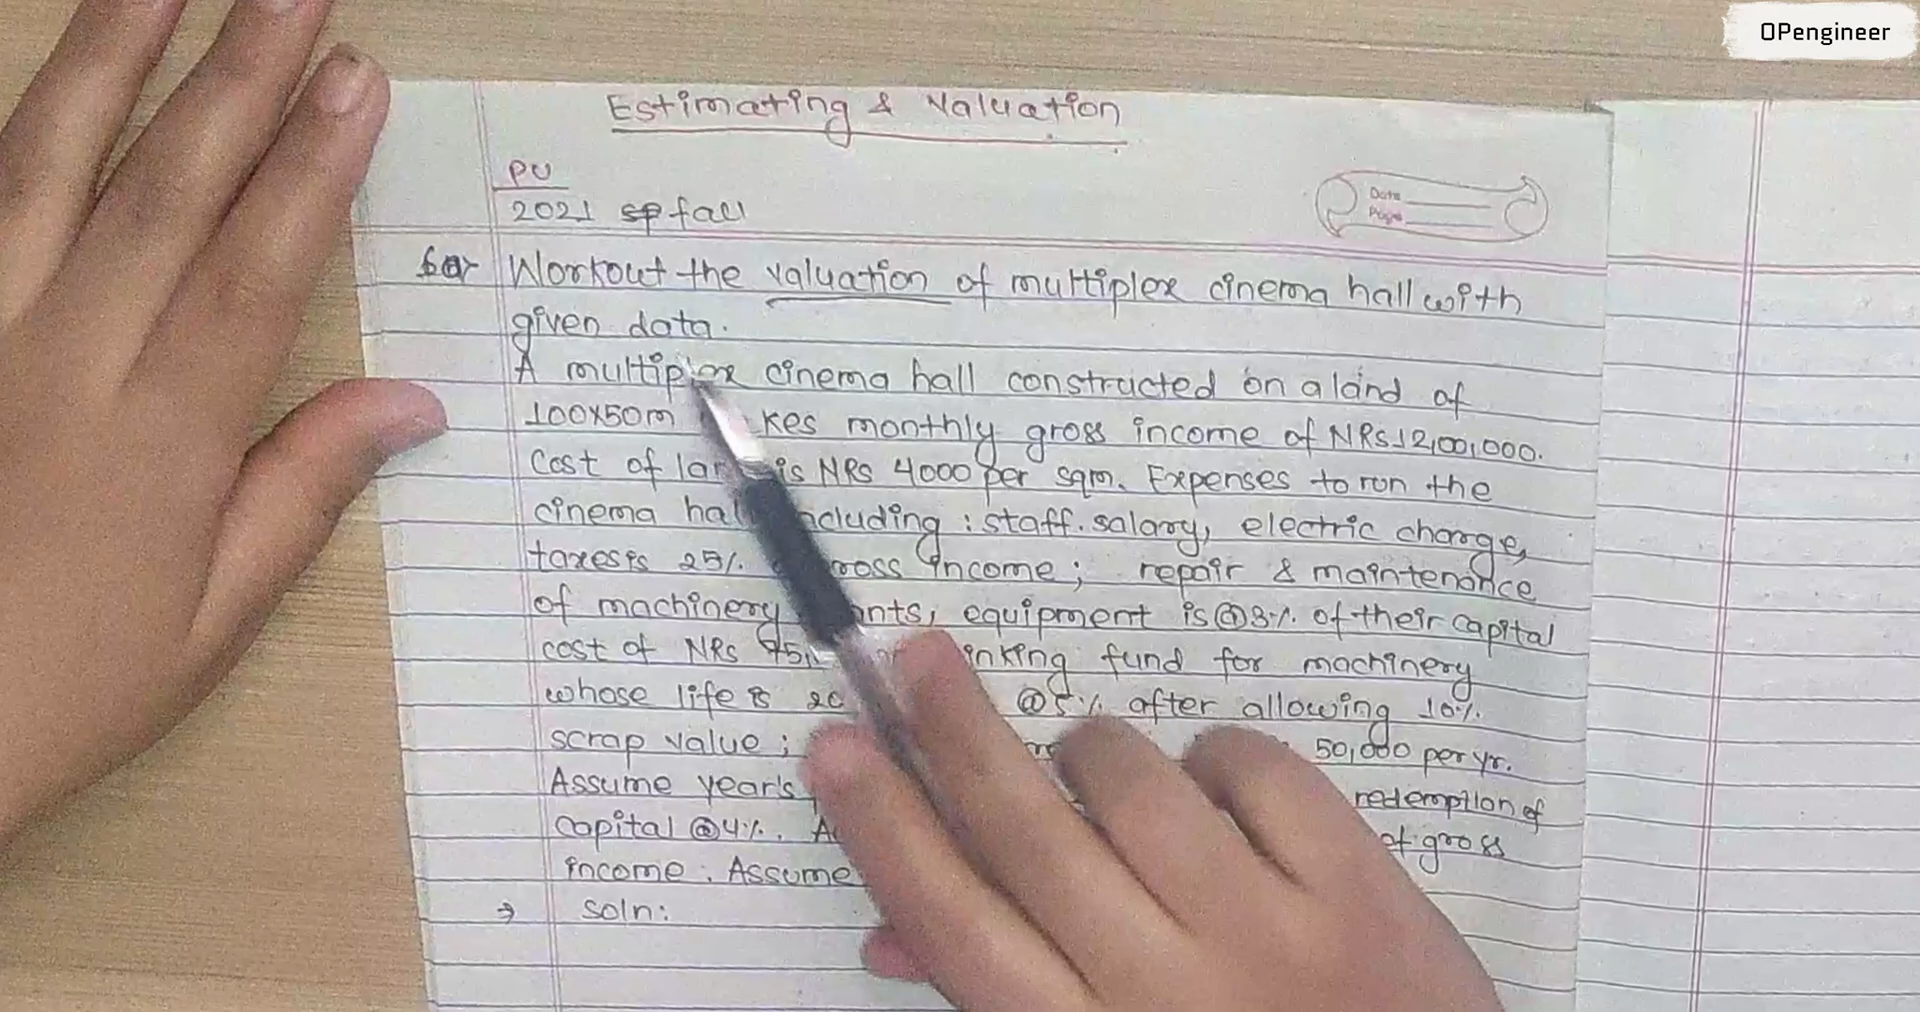 OPengineer
Estimating & Valuation
Date
Page
PU
2021 sp fall
6a> Workout the valuation of multiplex cinema hall with
given data.
A multiplex cinema hall constructed on a land of
100x50m kes monthly gross income of NRs 12,00,000.
Cost of is NRs 4000 per sqm. Expenses to run the
cinema hal ncluding : staff. salary, electric charge,
taxes is 25%. ross income ; repair & maintenance
of machinery nts, equipment is @3%. of their capital
cost of NRs inking fund for machinery
whose life is @5% after allowing 10%.
scrap value ; 50,000 per yr.
Assume year's redemption of
capital @4%. of gross
income. Assume
→ soln: